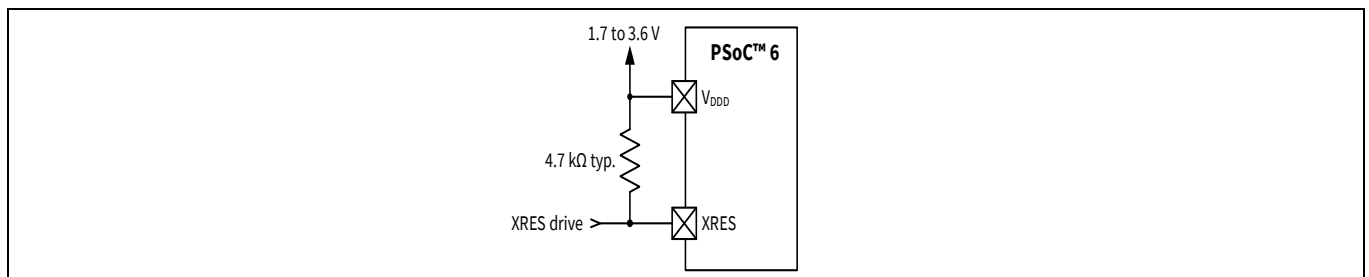 1.7 to 3.6 V
PSoC™ 6
VDDD
4.7 kΩ typ.
XRES drive
XRES